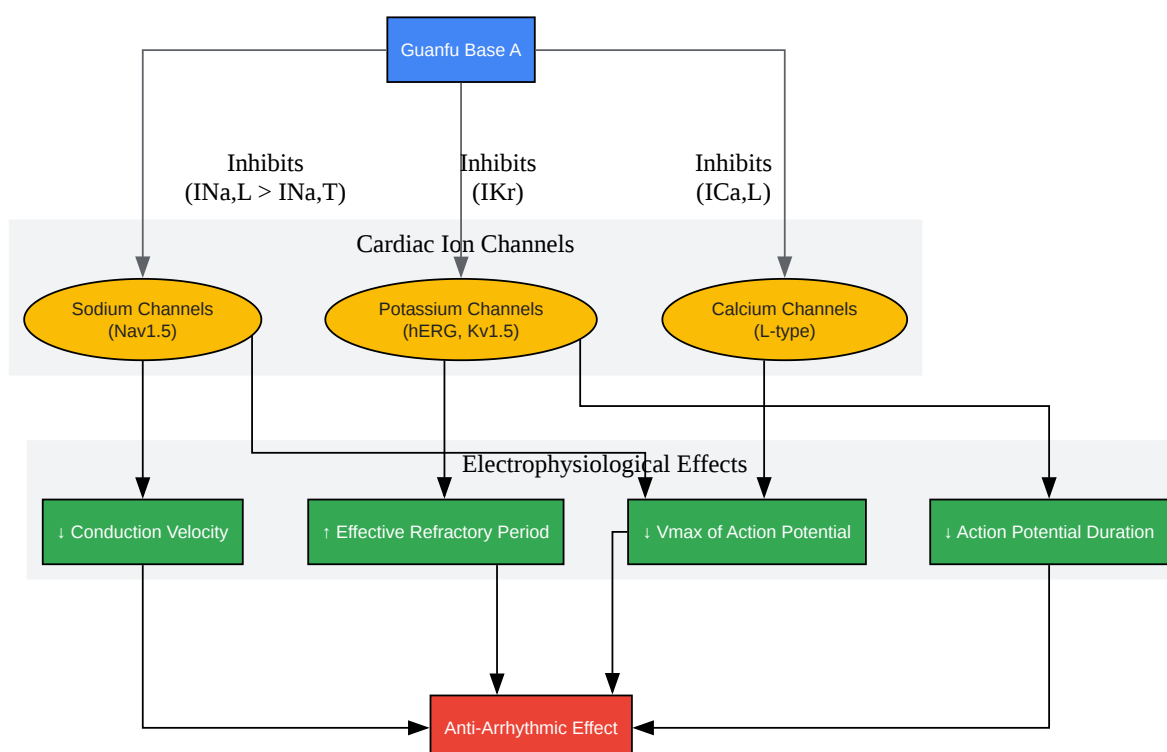 Guanfu Base A
Inhibits
(INa,L > INa,T)
Inhibits
(IKr)
Inhibits
(ICa,L)
Cardiac Ion Channels
Sodium Channels
(Nav1.5)
Potassium Channels
(hERG, Kv1.5)
Calcium Channels
(L-type)
Electrophysiological Effects
↓ Conduction Velocity
↑ Effective Refractory Period
↓ Vmax of Action Potential
↓ Action Potential Duration
Anti-Arrhythmic Effect